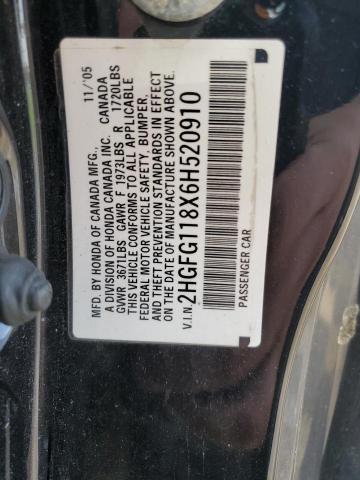 MFD. BY HONDA OF CANADA MFG., 11/'05
A DIVISION OF HONDA CANADA INC. CANADA
GVWR 3671LBS GAWR F 1973LBS R 1720LBS
THIS VEHICLE CONFORMS TO ALL APPLICABLE
FEDERAL MOTOR VEHICLE SAFETY, BUMPER,
AND THEFT PREVENTION STANDARDS IN EFFECT
ON THE DATE OF MANUFACTURE SHOWN ABOVE.
V.I.N. 2HGFG118X6H520910
PASSENGER CAR